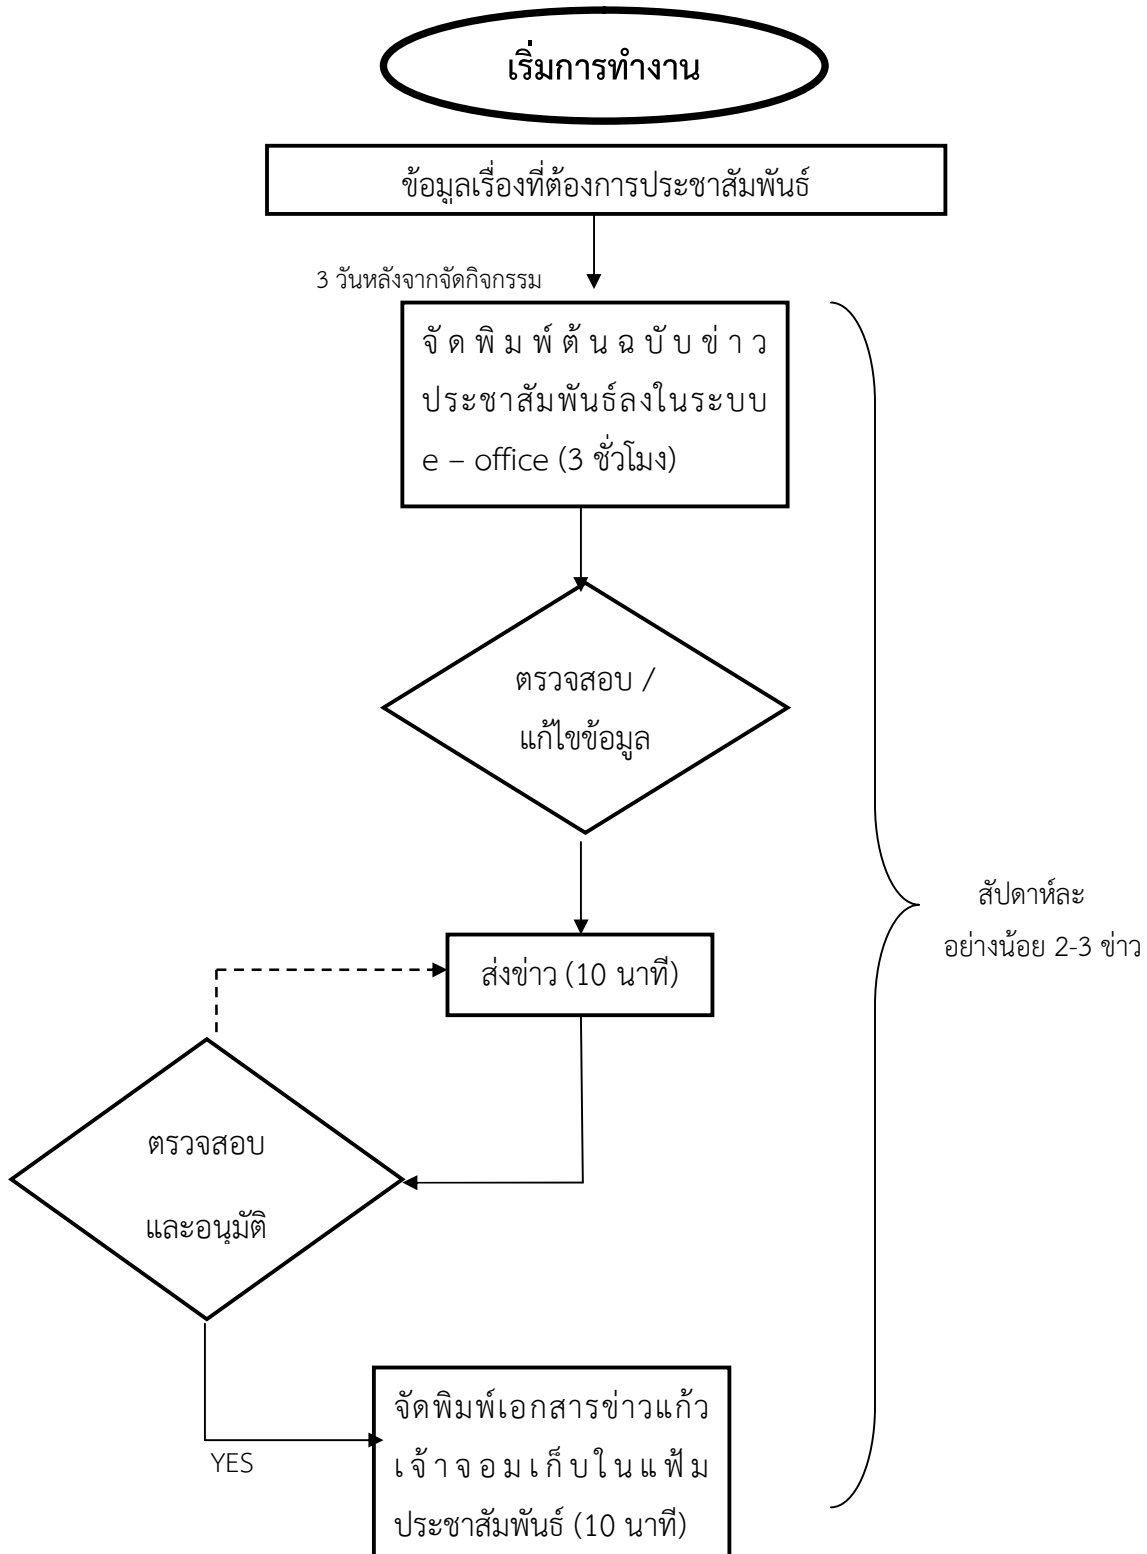 เริ่มการทำงาน
ข้อมูลเรื่องที่ต้องการประชาสัมพันธ์
3 วันหลังจากจัดกิจกรรม
จัดพิมพ์ต้นฉบับข่าว
ประชาสัมพันธ์ลงในระบบ
e – office (3 ชั่วโมง)
ตรวจสอบ /
แก้ไขข้อมูล
สัปดาห์ละ
อย่างน้อย 2-3 ข่าว
ส่งข่าว (10 นาที)
ตรวจสอบ
และอนุมัติ
YES
จัดพิมพ์เอกสารข่าวแก้ว
เจ้าจอมเก็บในแฟ้ม
ประชาสัมพันธ์ (10 นาที)